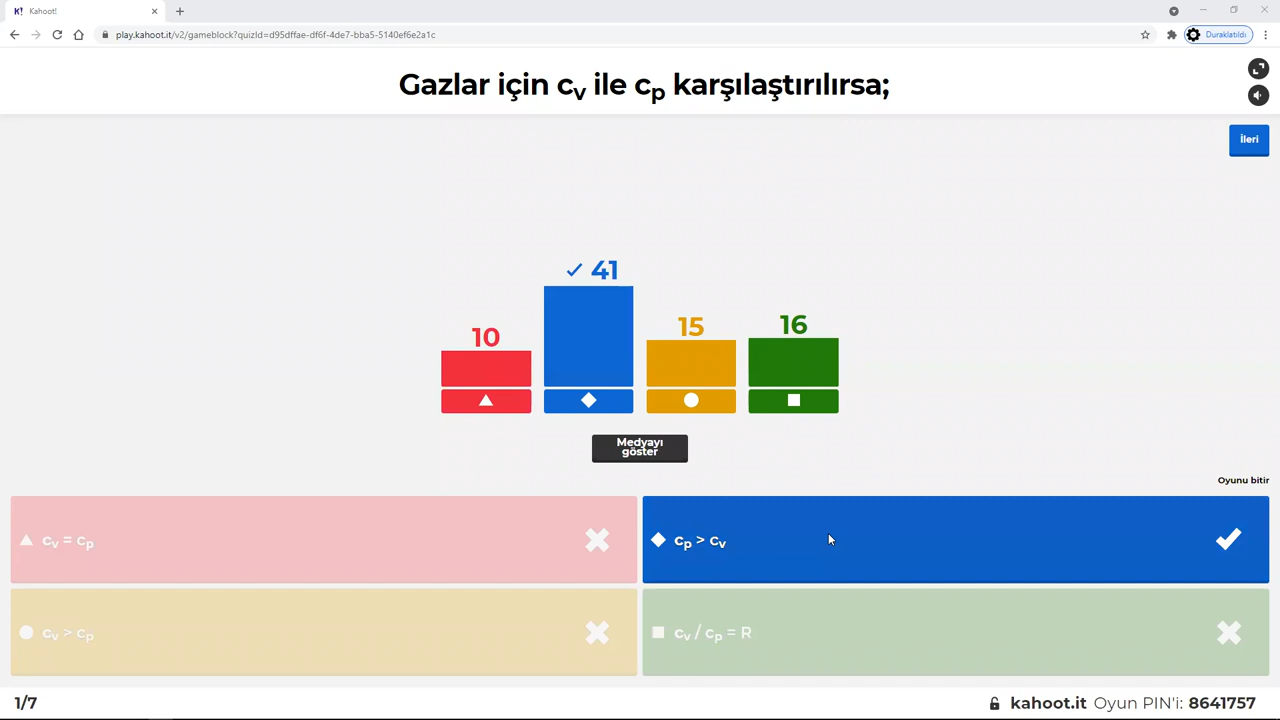 K! Kahoot!
play.kahoot.it/v2/gameblock?quizId=d95dffae-df6f-4de7-bba5-5140ef6e2a1c
Duraklatıldı
Gazlar için cv ile cp karşılaştırılırsa;
İleri
10
41
15
16
Medyayı
göster
Oyunu bitir
cv = cp
cp > cv
cv > cp
cv / cp = R
1/7
kahoot.it Oyun PIN'i: 8641757